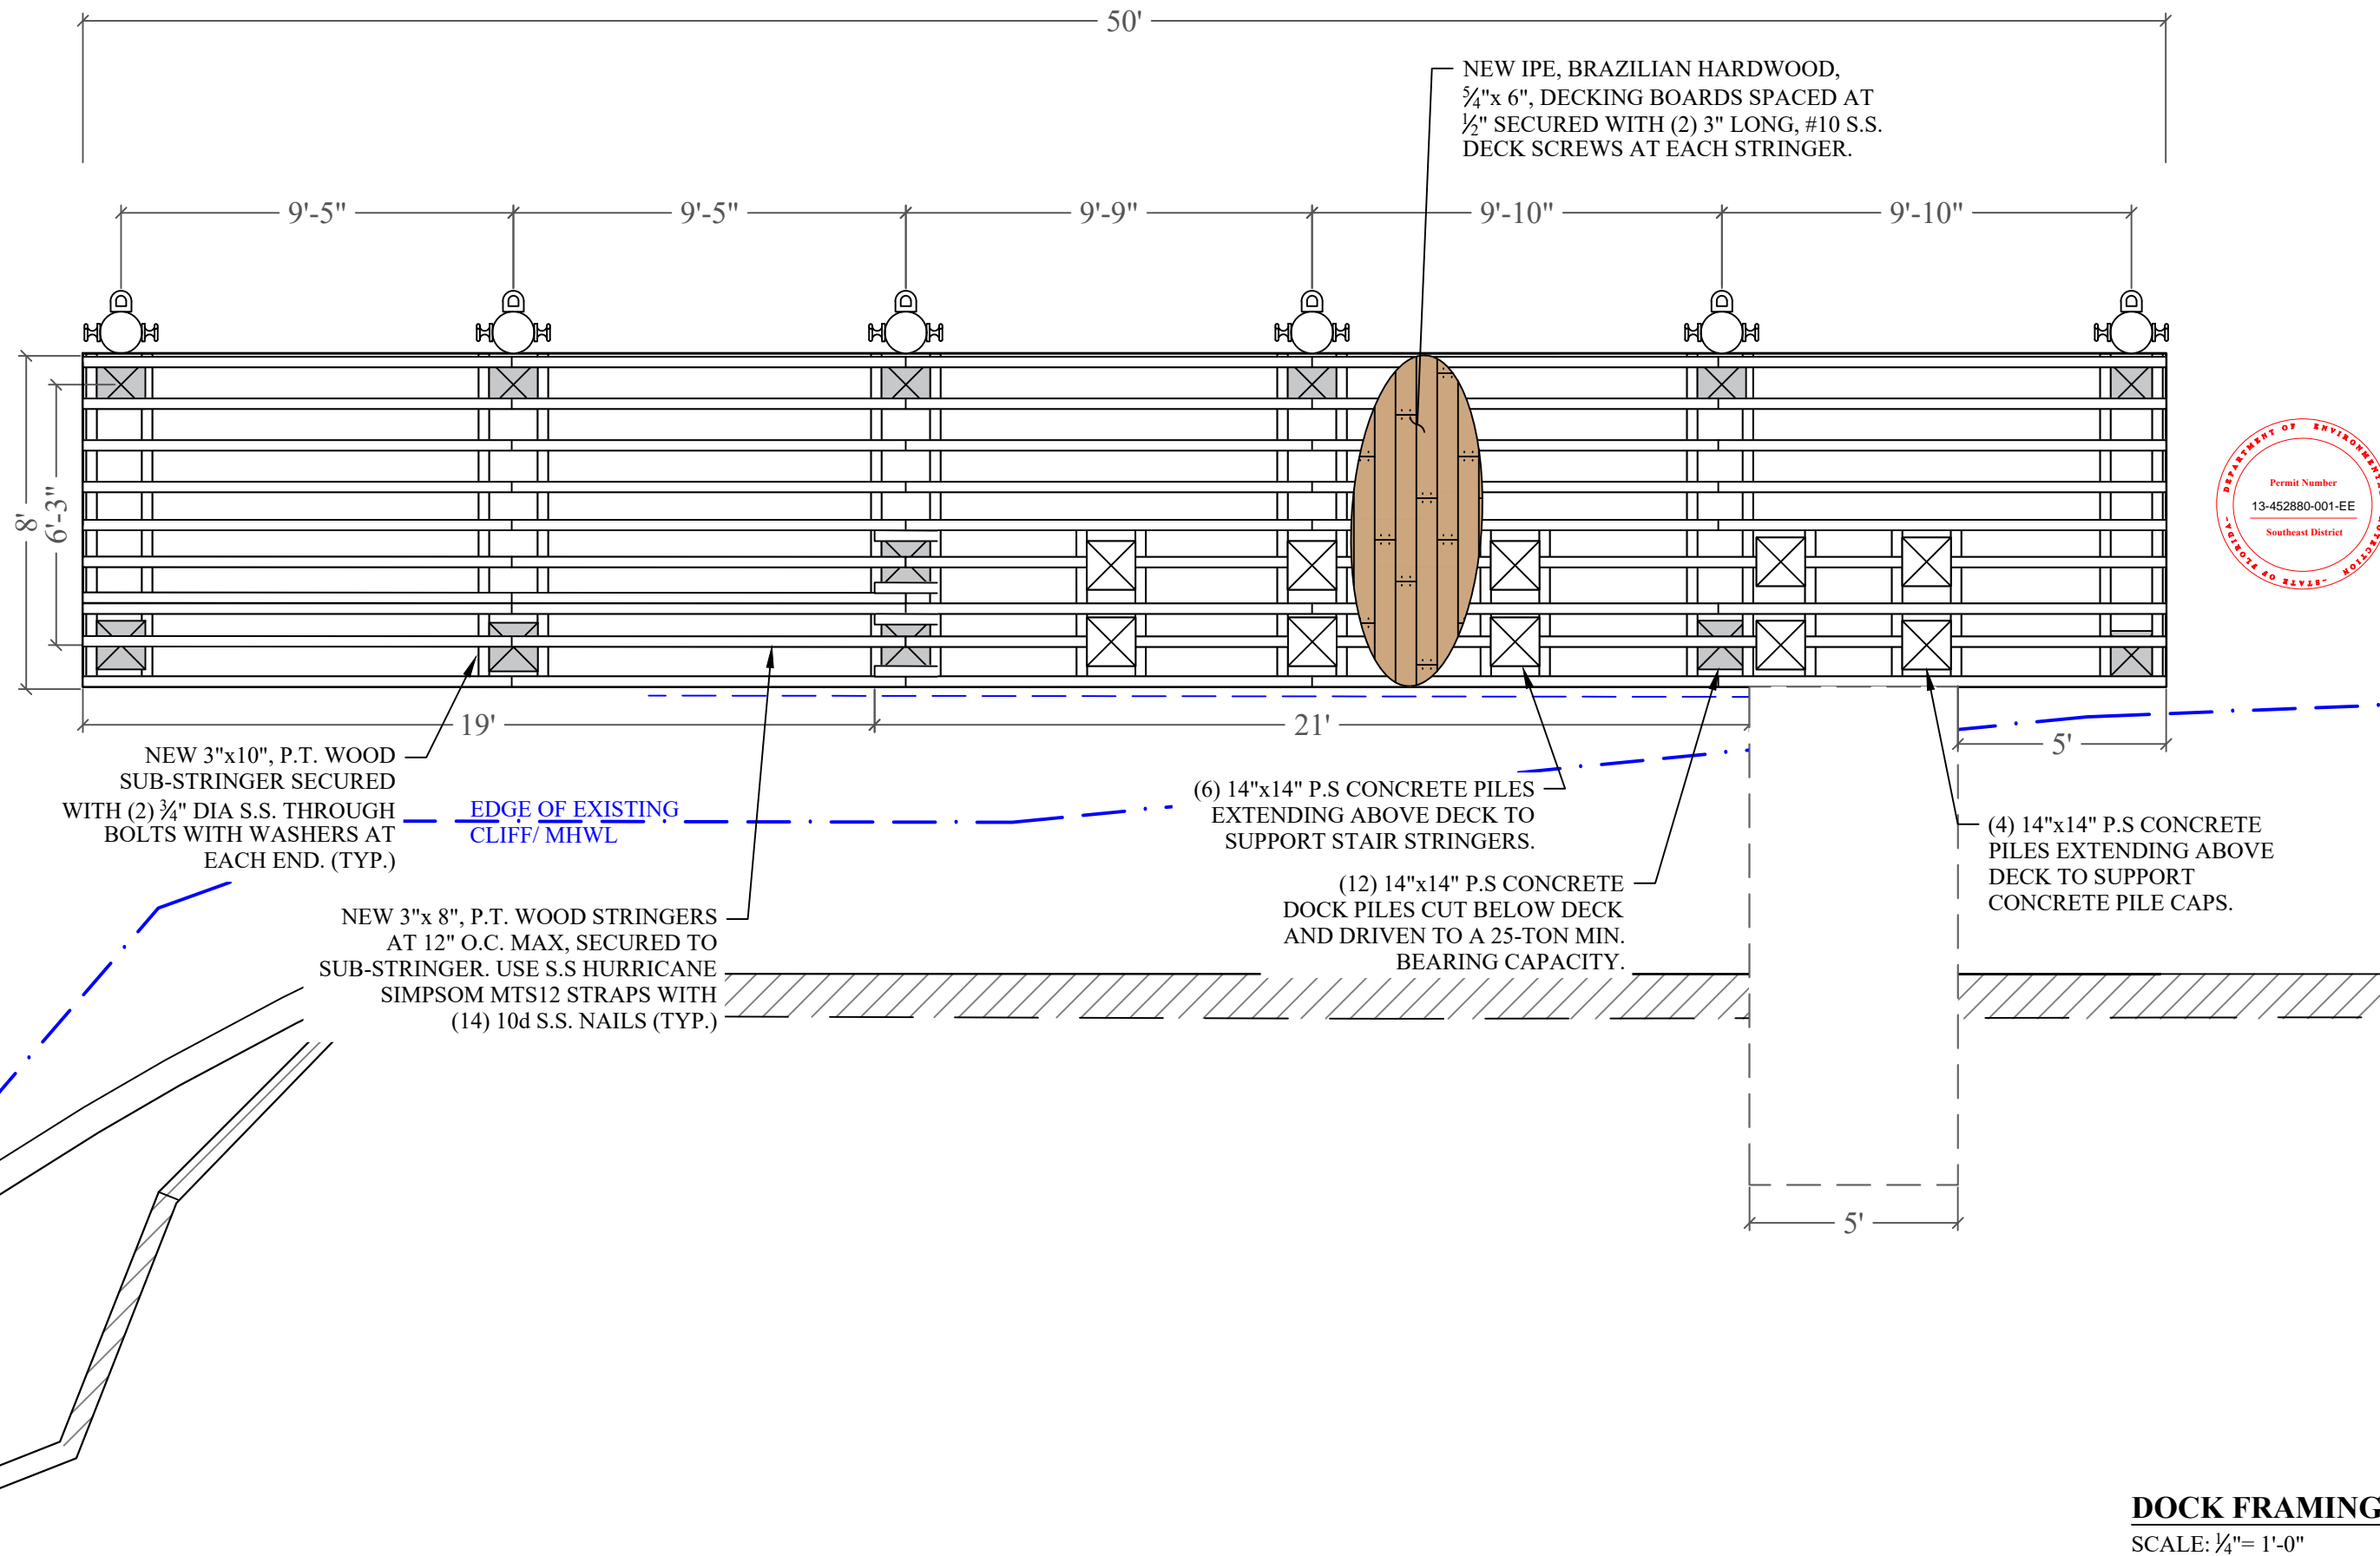 50'
NEW IPE, BRAZILIAN HARDWOOD,
5/4"x 6", DECKING BOARDS SPACED AT
1/2" SECURED WITH (2) 3" LONG, #10 S.S.
DECK SCREWS AT EACH STRINGER.
9'-5"
9'-5"
9'-9"
9'-10"
9'-10"
8'
6'-3"
DEPARTMENT OF ENVIRONMENTAL PROTECTION
-STATE OF FLORIDA-
Permit Number
13-452880-001-EE
Southeast District
19'
21'
5'
NEW 3"x10", P.T. WOOD
SUB-STRINGER SECURED
WITH (2) 3/4" DIA S.S. THROUGH
BOLTS WITH WASHERS AT
EACH END. (TYP.)
EDGE OF EXISTING
CLIFF/ MHWL
(6) 14"x14" P.S CONCRETE PILES
EXTENDING ABOVE DECK TO
SUPPORT STAIR STRINGERS.
(4) 14"x14" P.S CONCRETE
PILES EXTENDING ABOVE
DECK TO SUPPORT
CONCRETE PILE CAPS.
(12) 14"x14" P.S CONCRETE
DOCK PILES CUT BELOW DECK
AND DRIVEN TO A 25-TON MIN.
BEARING CAPACITY.
NEW 3"x 8", P.T. WOOD STRINGERS
AT 12" O.C. MAX, SECURED TO
SUB-STRINGER. USE S.S HURRICANE
SIMPSOM MTS12 STRAPS WITH
(14) 10d S.S. NAILS (TYP.)
5'
DOCK FRAMING
SCALE: 1/4"= 1'-0"